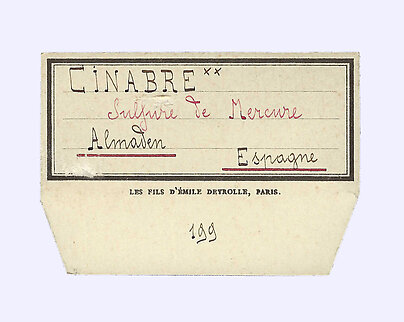 CINABRE**
Sulfure de Mercure
Almaden
Espagne
LES FILS D'ÉMILE DEYROLLE, PARIS.
199